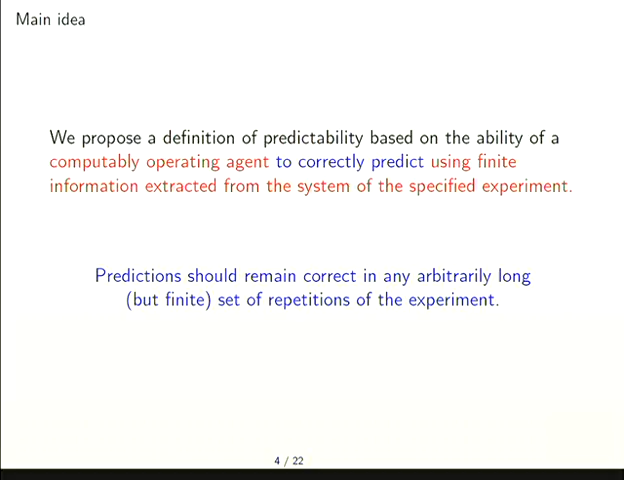 Main idea
We propose a definition of predictability based on the ability of a
computably operating agent to correctly predict using finite
information extracted from the system of the specified experiment.
Predictions should remain correct in any arbitrarily long
(but finite) set of repetitions of the experiment.
4 / 22